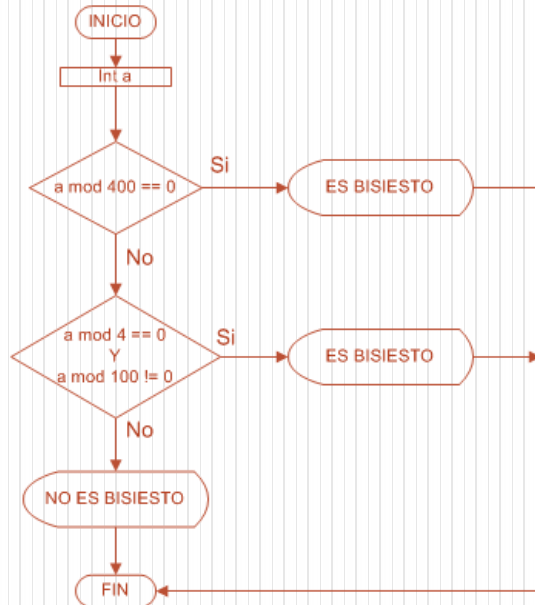 INICIO
Int a
a mod 400 == 0
Si
ES BISIESTO
No
a mod 4 == 0
Y
a mod 100 != 0
Si
ES BISIESTO
No
NO ES BISIESTO
FIN